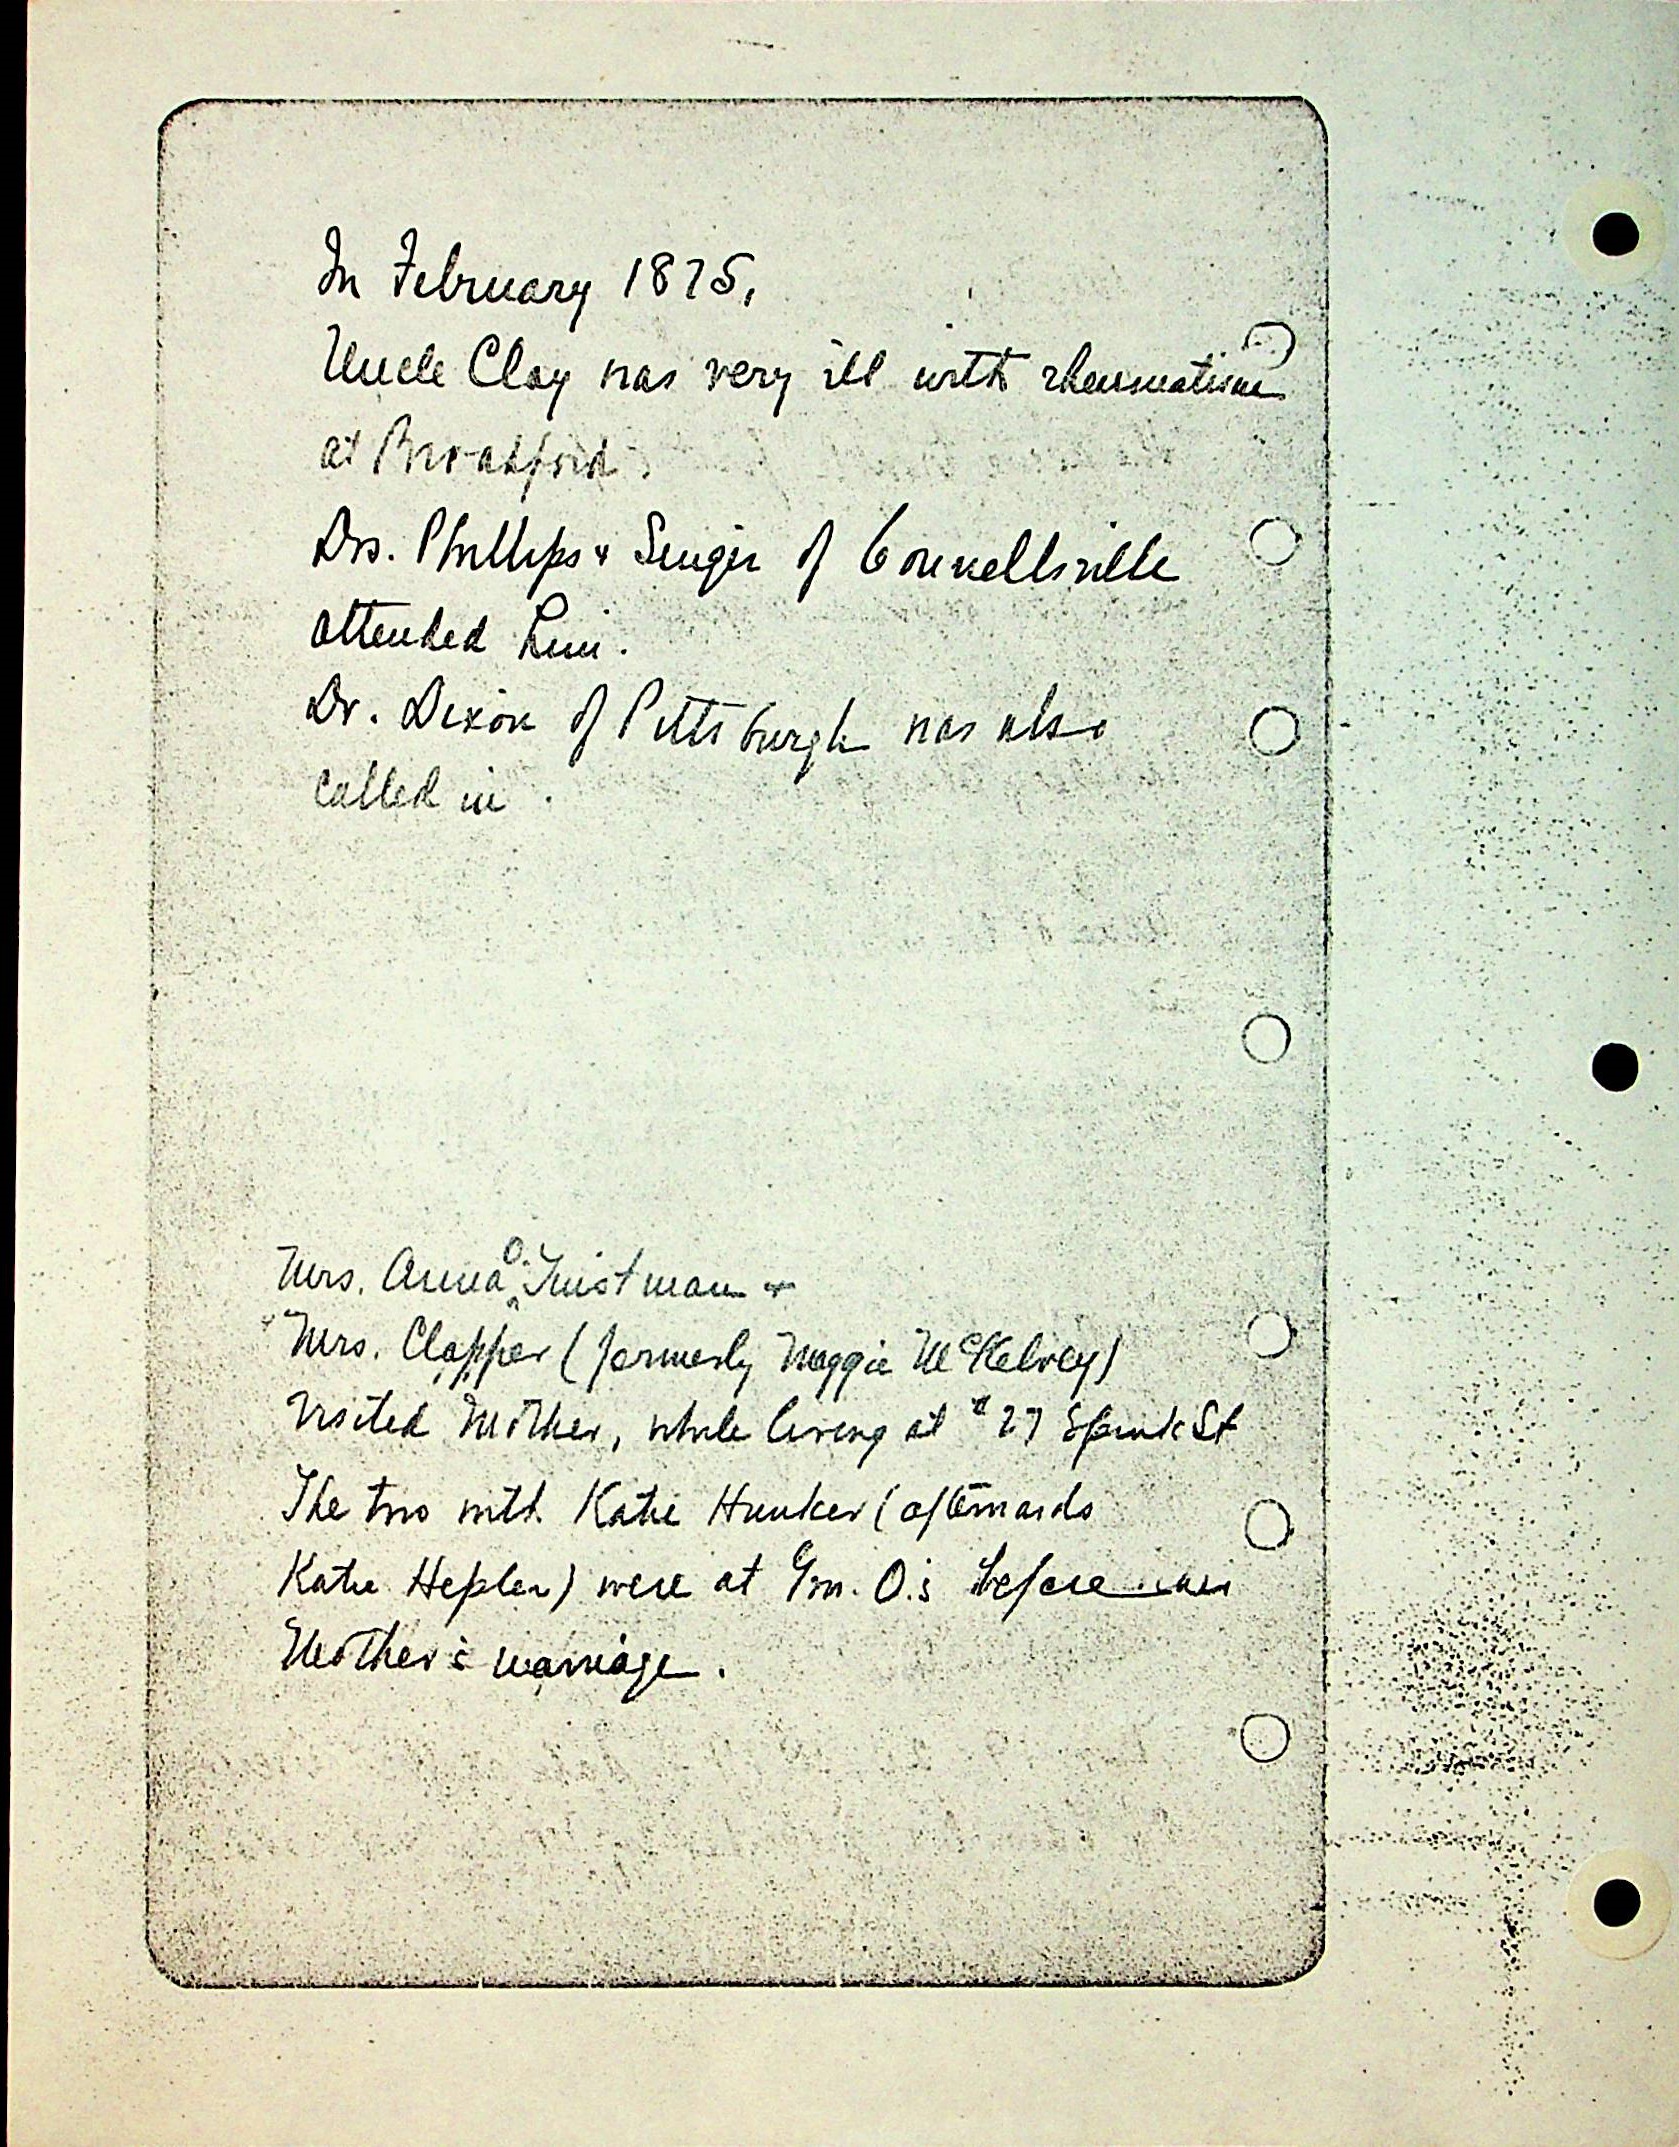 In February 1875,
Uncle Clay was very ill with rheumatism
at Broadford.
Drs. Phillips & Singer of Connellsville
attended him.
Dr. Dixon of Pittsburgh was also
called in.
Mrs. Anna O. Tinstman &
& Mrs. Clapper (formerly Maggie McKelvey)
visited Mother, while living at # 27 Spunk St
The two with Katie Hunker (afterwards
Katie Hepler) were at Gm. O.'s before
Mother's marriage.